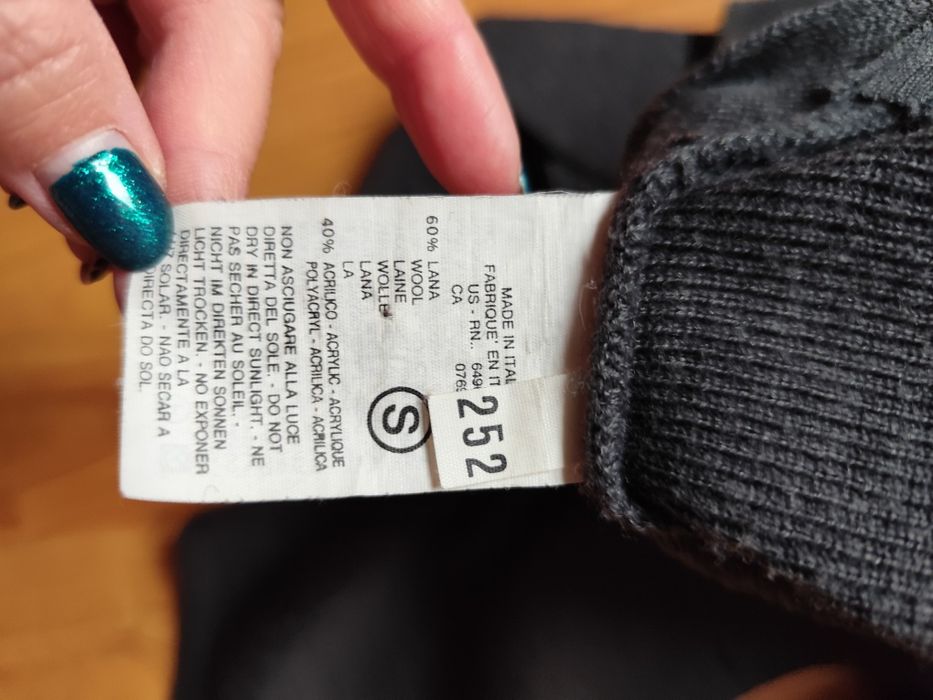 MADE IN ITAL
FABRIQUE' EN IT
US - RN.. 649
CA 076
252
60% LANA
WOOL
LAINE
WOLLE
LANA
LA
S
40% ACRILICO - ACRYLIC - ACRYLIQUE
POLYACRYL - ACRILICA - ACRILICA
NON ASCIUGARE ALLA LUCE
DIRETTA DEL SOLE. - DO NOT
DRY IN DIRECT SUNLIGHT. - NE
PAS SECHER AU SOLEIL. -
NICHT IM DIREKTEN SONNEN
LICHT TROCKEN. - NO EXPONER
DIRECTAMENTE A LA
SOLAR. - NAO SECAR A
DIRECTA DO SOL.